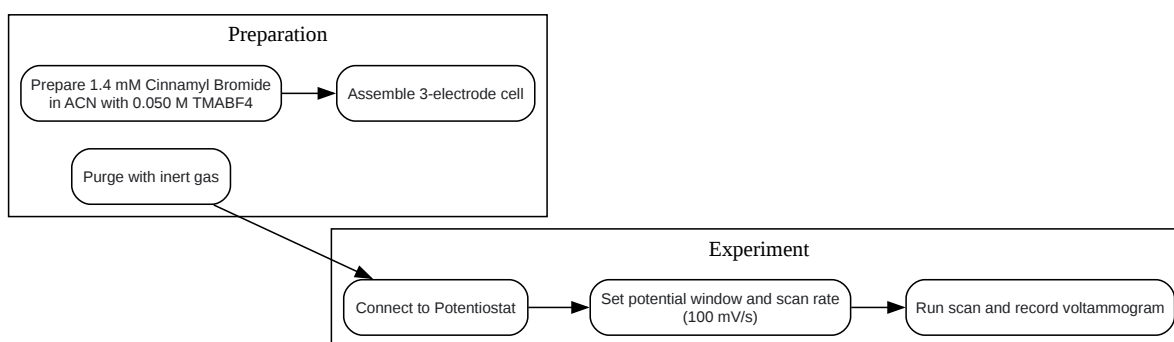 Preparation
Prepare 1.4 mM Cinnamyl Bromide
in ACN with 0.050 M TMABF4
Assemble 3-electrode cell
Purge with inert gas
Experiment
Connect to Potentiostat
Set potential window and scan rate
(100 mV/s)
Run scan and record voltammogram